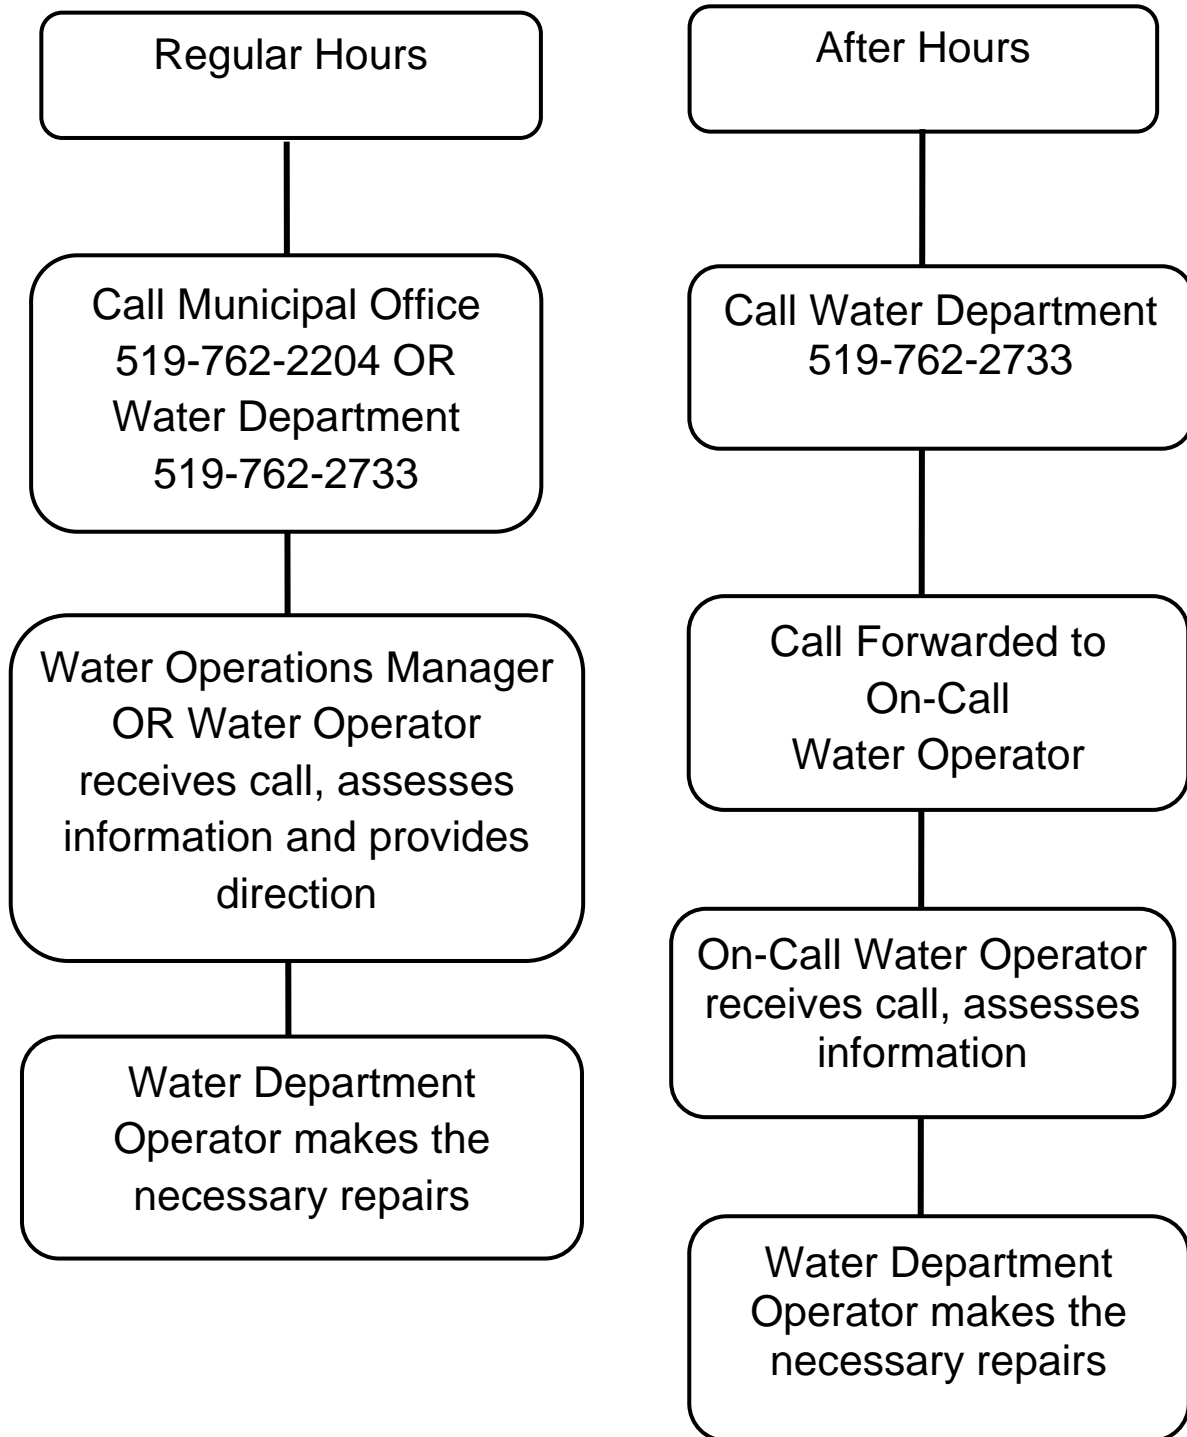 Regular Hours
Call Municipal Office
519-762-2204 OR
Water Department
519-762-2733
Water Operations Manager
OR Water Operator
receives call, assesses
information and provides
direction
Water Department
Operator makes the
necessary repairs
After Hours
Call Water Department
519-762-2733
Call Forwarded to
On-Call
Water Operator
On-Call Water Operator
receives call, assesses
information
Water Department
Operator makes the
necessary repairs